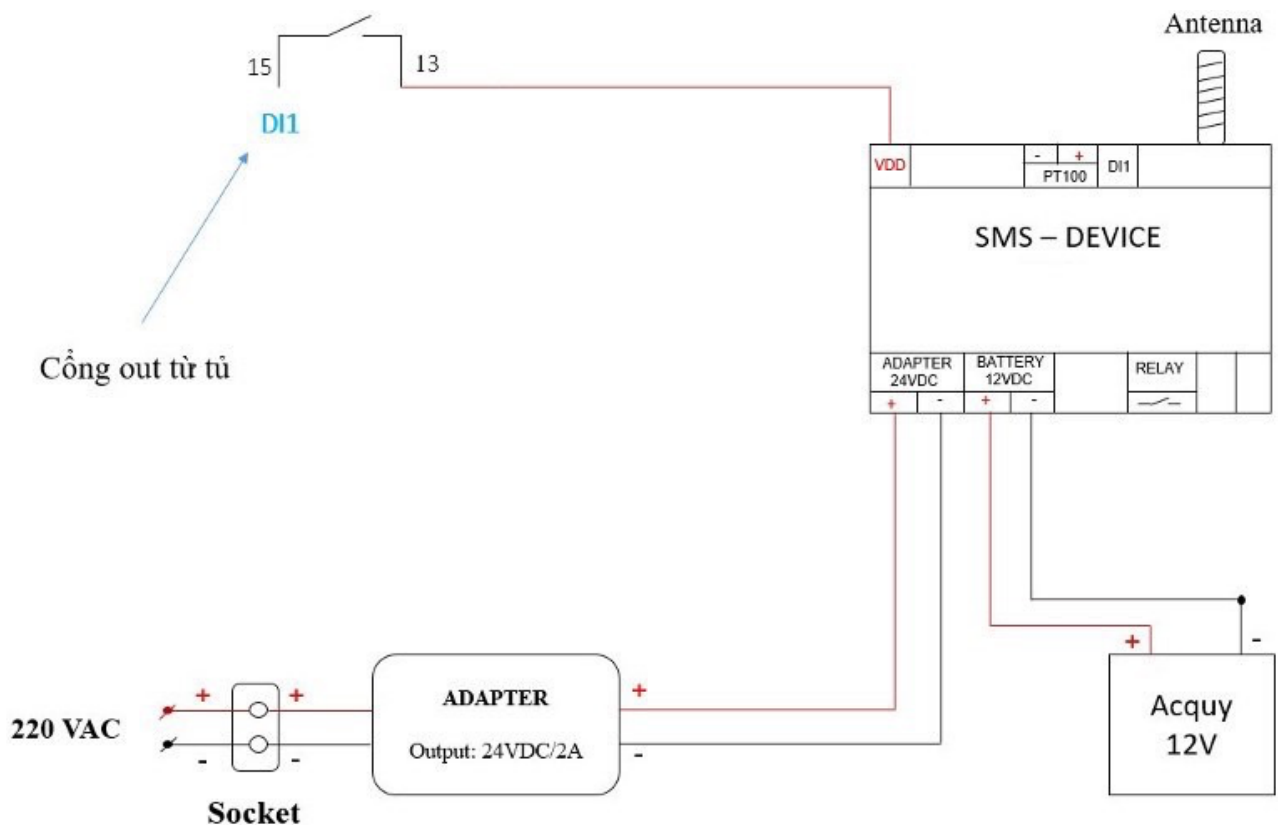 Antenna
15
13
DI1
VDD
- +
PT100
DI1
SMS – DEVICE
Cổng out từ tủ
ADAPTER
24VDC
BATTERY
12VDC
RELAY
+ - + -
+ -
Acquy
12V
220 VAC
+ +
- -
Socket
ADAPTER
Output: 24VDC/2A
+
-